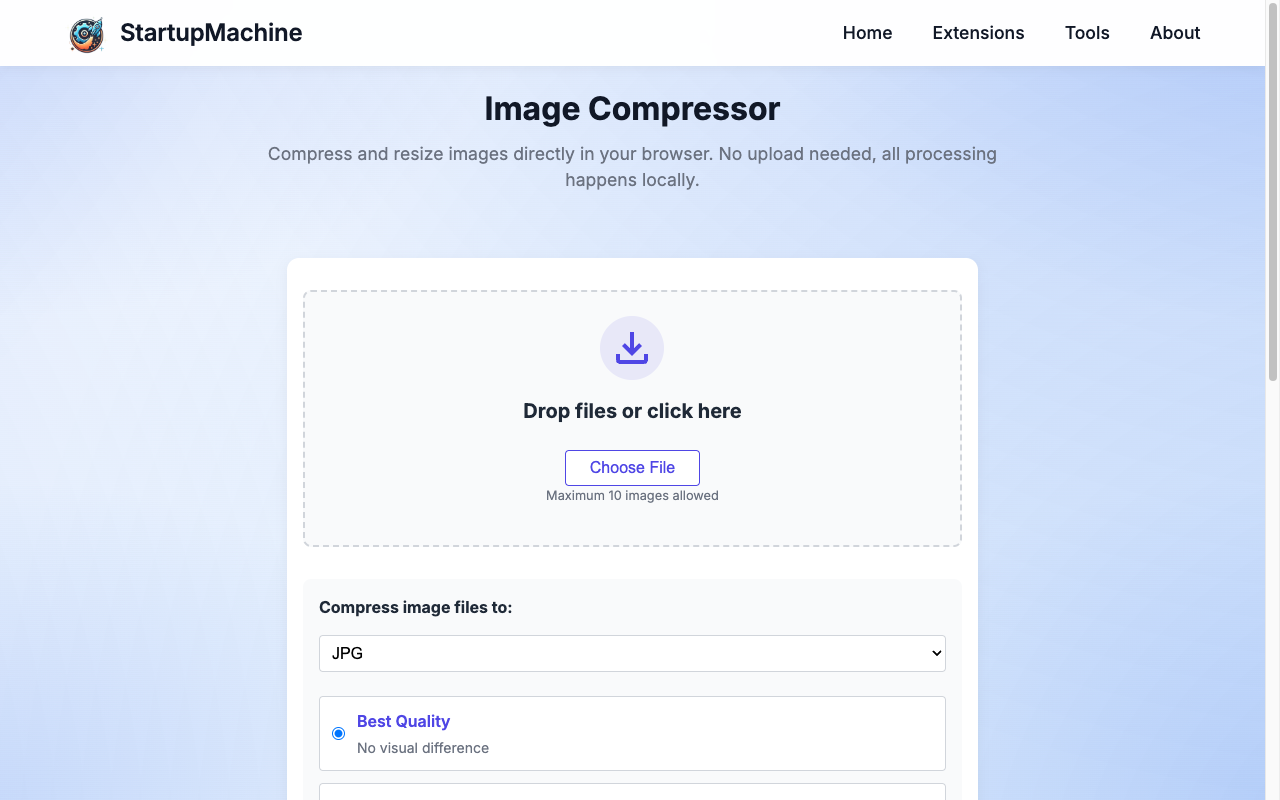 StartupMachine
Home
Extensions
Tools
About
Image Compressor
Compress and resize images directly in your browser. No upload needed, all processing
happens locally.
Drop files or click here
Choose File
Maximum 10 images allowed
Compress image files to:
JPG
Best Quality
No visual difference